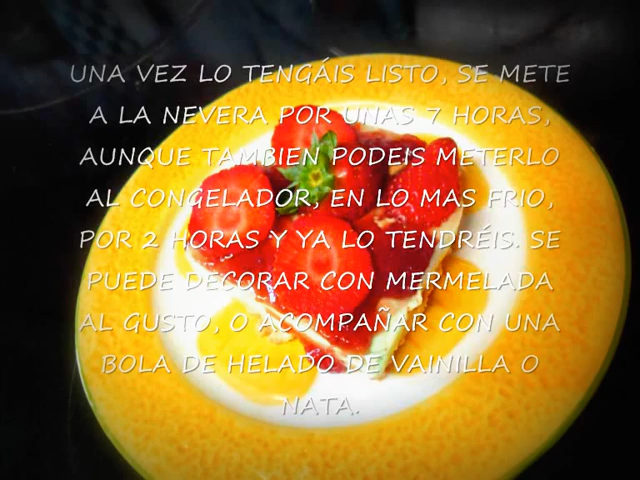 UNA VEZ LO TENGÁIS LISTO, SE METE
A LA NEVERA POR UNAS 7 HORAS,
AUNQUE TAMBIEN PODEIS METERLO
AL CONGELADOR, EN LO MAS FRIO,
POR 2 HORAS Y YA LO TENDRÉIS. SE
PUEDE DECORAR CON MERMELADA
AL GUSTO, O ACOMPAÑAR CON UNA
BOLA DE HELADO DE VAINILLA O
NATA.